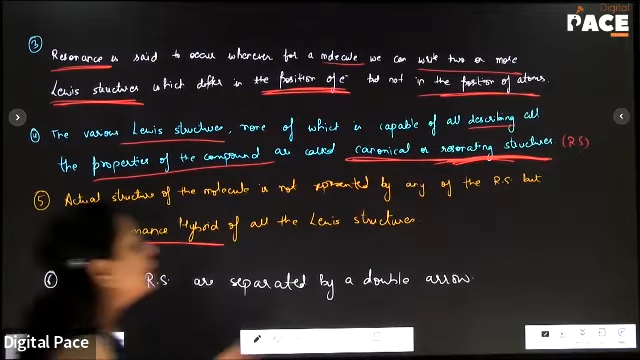 Digital
PACE
③ Resonance is said to occur whenever for a molecule we can write two or more
Lewis structures which differ in the position of e⁻ but not in the position of atoms.
④ The various Lewis structures, none of which is capable of all describing all
the properties of the compound are called canonical or resonating structures (RS)
⑤ Actual structure of the molecule is not represented by any of the R.S. but
nance Hybrid of all the Lewis structures
⑥ R.S. are separated by a double arrow.
Digital Pace